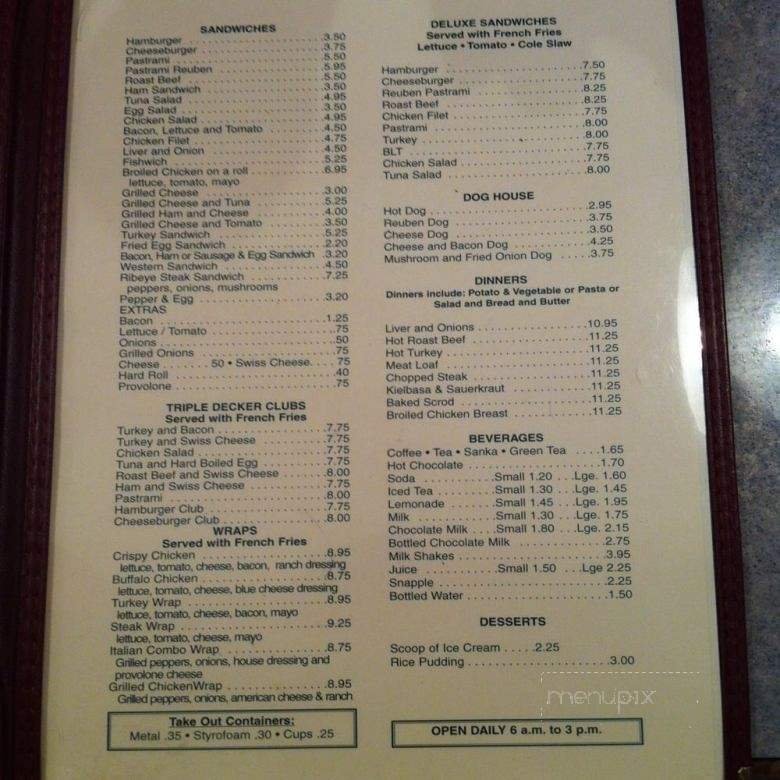 SANDWICHES
Hamburger 3.50
Cheeseburger 3.75
Pastrami 5.50
Pastrami Reuben 5.95
Roast Beef 5.50
Ham Sandwich 3.50
Tuna Salad 4.95
Egg Salad 3.50
Chicken Salad 4.95
Bacon, Lettuce and Tomato 4.50
Chicken Filet 4.75
Liver and Onion 4.50
Fishwich 5.25
Broiled Chicken on a roll 6.95
lettuce, tomato, mayo
Grilled Cheese 3.00
Grilled Cheese and Tuna 5.25
Grilled Ham and Cheese 4.00
Grilled Cheese and Tomato 3.50
Turkey Sandwich 5.25
Fried Egg Sandwich 2.20
Bacon, Ham or Sausage & Egg Sandwich 3.20
Western Sandwich 4.50
Ribeye Steak Sandwich 7.25
peppers, onions, mushrooms
Pepper & Egg 3.20
EXTRAS
Bacon 1.25
Lettuce / Tomato .75
Onions .50
Grilled Onions .75
Cheese 50 • Swiss Cheese 75
Hard Roll .40
Provolone .75
TRIPLE DECKER CLUBS
Served with French Fries
Turkey and Bacon 7.75
Turkey and Swiss Cheese 7.75
Chicken Salad 7.75
Tuna and Hard Boiled Egg 7.75
Roast Beef and Swiss Cheese 8.00
Ham and Swiss Cheese 7.75
Pastrami 8.00
Hamburger Club 7.75
Cheeseburger Club 8.00
WRAPS
Served with French Fries
Crispy Chicken 8.95
lettuce, tomato, cheese, bacon, ranch dressing
Buffalo Chicken 8.75
lettuce, tomato, cheese, blue cheese dressing
Turkey Wrap 8.95
lettuce, tomato, cheese, bacon, mayo
Steak Wrap 9.25
lettuce, tomato, cheese, mayo
Italian Combo Wrap 8.75
Grilled peppers, onions, house dressing and
provolone cheese
Grilled ChickenWrap 8.95
Grilled peppers, onions, american cheese & ranch
Take Out Containers:
Metal .35 • Styrofoam .30 • Cups .25
DELUXE SANDWICHES
Served with French Fries
Lettuce • Tomato • Cole Slaw
Hamburger 7.50
Cheeseburger 7.75
Reuben Pastrami 8.25
Roast Beef 8.25
Chicken Filet 7.75
Pastrami 8.00
Turkey 8.00
BLT 7.75
Chicken Salad 7.75
Tuna Salad 8.00
DOG HOUSE
Hot Dog 2.95
Reuben Dog 3.75
Cheese Dog 3.50
Cheese and Bacon Dog 4.25
Mushroom and Fried Onion Dog 3.75
DINNERS
Dinners include: Potato & Vegetable or Pasta or
Salad and Bread and Butter
Liver and Onions 10.95
Hot Roast Beef 11.25
Hot Turkey 11.25
Meat Loaf 11.25
Chopped Steak 11.25
Kielbasa & Sauerkraut 11.25
Baked Scrod 11.25
Broiled Chicken Breast 11.25
BEVERAGES
Coffee • Tea • Sanka • Green Tea 1.65
Hot Chocolate 1.70
Soda Small 1.20 Lge. 1.60
Iced Tea Small 1.30 Lge. 1.45
Lemonade Small 1.45 Lge. 1.95
Milk Small 1.30 Lge. 1.75
Chocolate Milk Small 1.80 Lge. 2.15
Bottled Chocolate Milk 2.75
Milk Shakes 3.95
Juice Small 1.50 Lge 2.25
Snapple 2.25
Bottled Water 1.50
DESSERTS
Scoop of Ice Cream 2.25
Rice Pudding 3.00
menupix
OPEN DAILY 6 a.m. to 3 p.m.